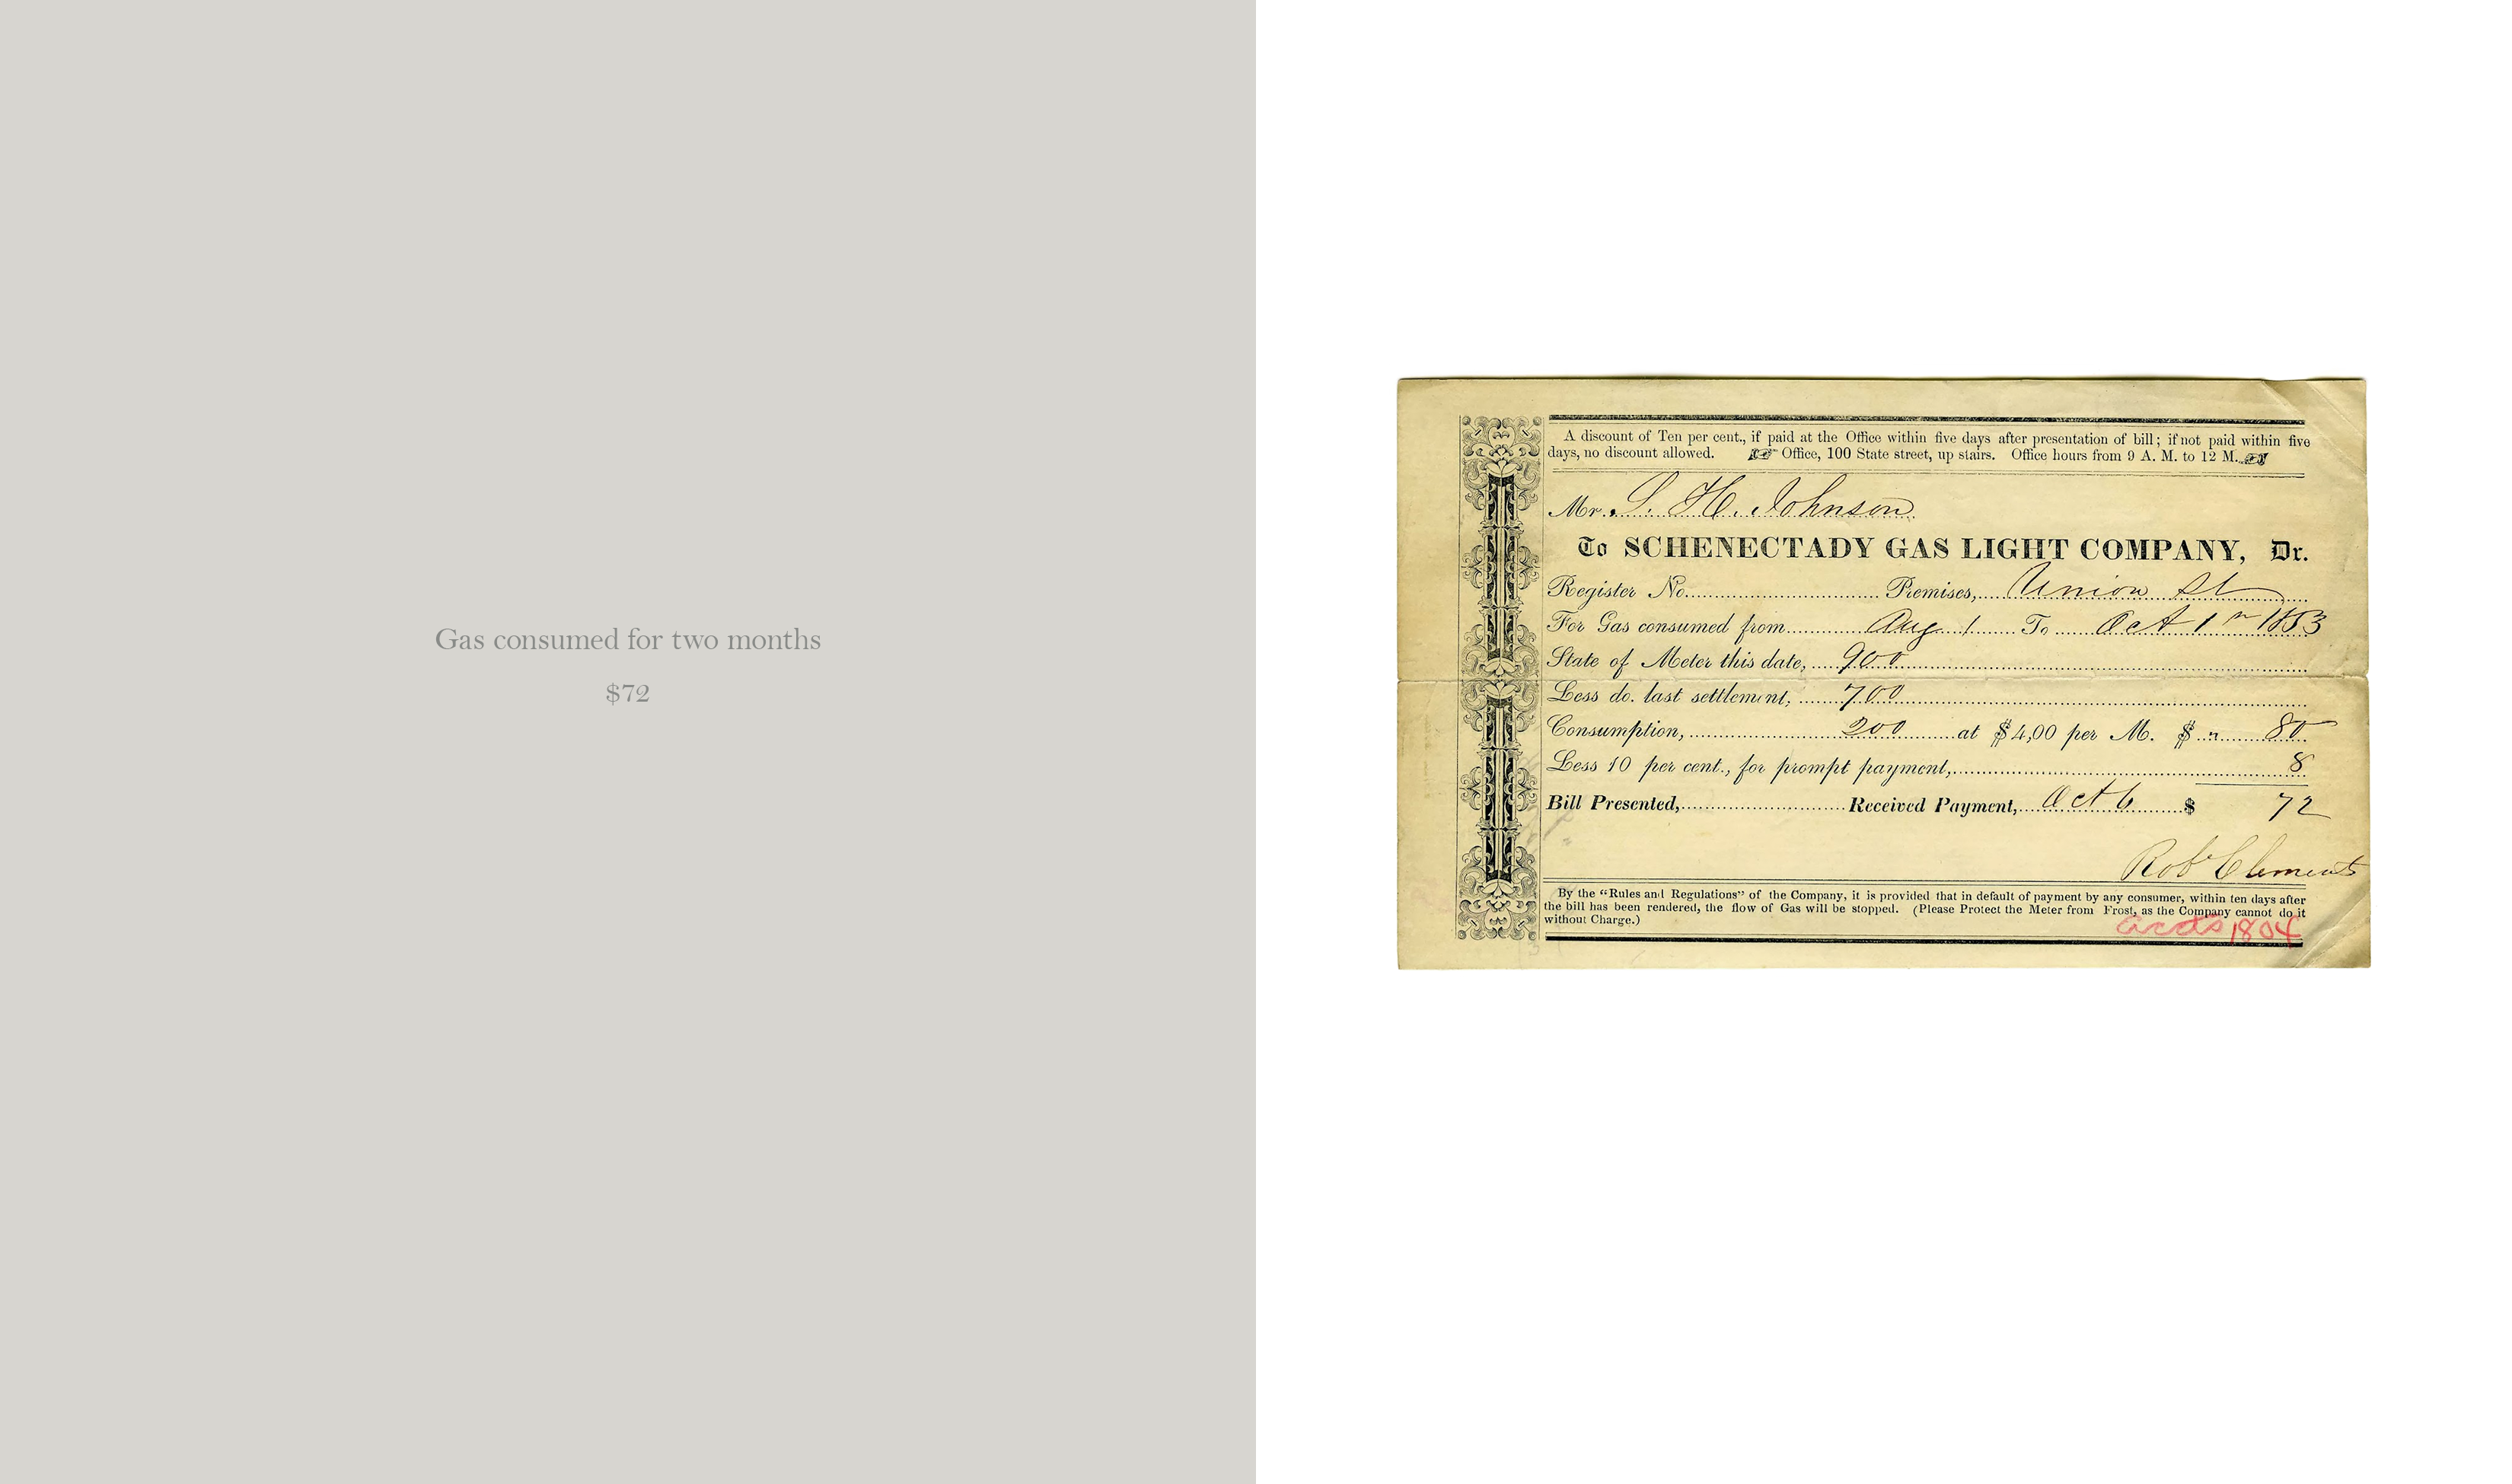 Gas consumed for two months
$72
A discount of Ten per cent., if paid at the Office within five days after presentation of bill; if not paid within five
days, no discount allowed. Office, 100 State street, up stairs. Office hours from 9 A. M. to 12 M.
Mr. S. H. Johnson
To SCHENECTADY GAS LIGHT COMPANY, Dr.
Register No. Premises, Union St
For Gas consumed from Aug 1 To Oct 1 1853
State of Meter this date, 900
Less do. last settlement, 700
Consumption, 200 at $4,00 per M. $ " 80
Less 10 per cent., for prompt payment, 8
Bill Presented, Received Payment, Oct 6 $ 72
Rob Clements
By the “Rules and Regulations” of the Company, it is provided that in default of payment by any consumer, within ten days after
the bill has been rendered, the flow of Gas will be stopped. (Please Protect the Meter from Frost, as the Company cannot do it
without Charge.)
1804